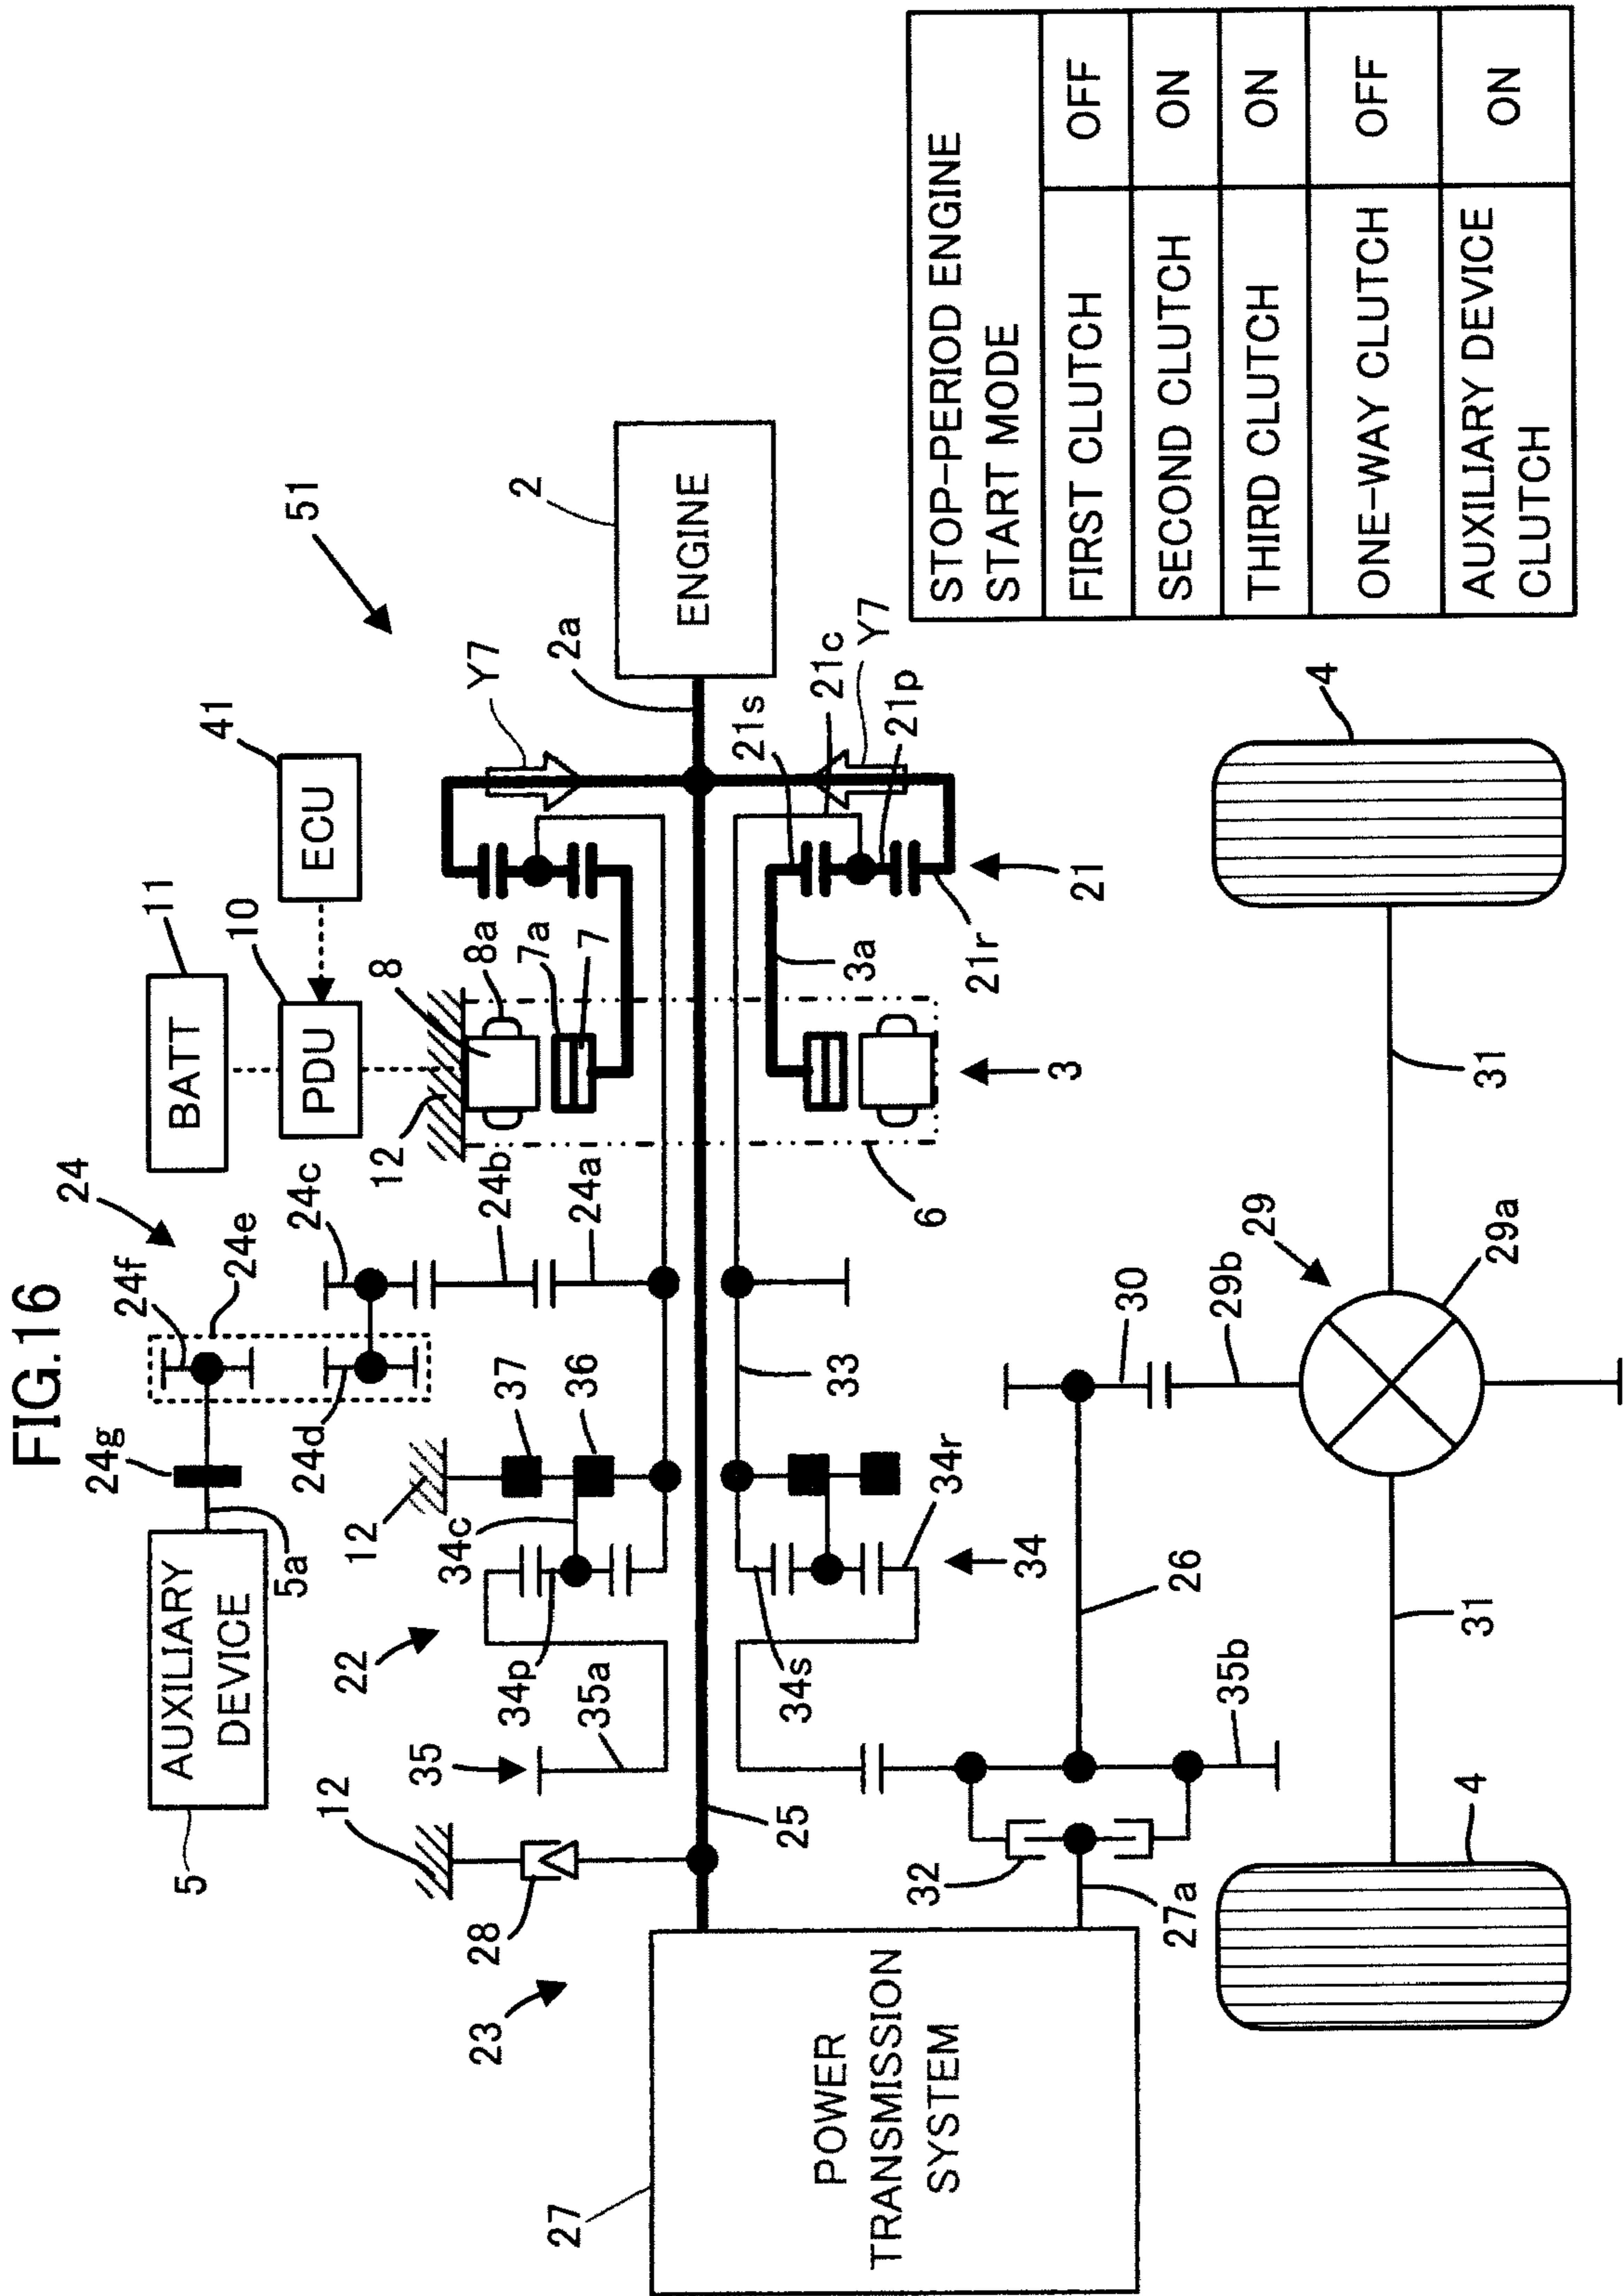 FIG.16
24
24f
24e
24c
24g
24d
24b
24a
AUXILIARY
DEVICE
5
5a
BATT
11
PDU
10
ECU
41
51
12
8
8a
7a
7
Y7
2a
2
ENGINE
12
37
36
34c
22
34p
35
35a
12
28
23
25
33
34r
34
34s
6
3
3a
21r
21
21s
21c
Y7
21p
27
POWER
TRANSMISSION
SYSTEM
32
27a
35b
26
30
29b
29
29a
31
31
4
4
STOP-PERIOD ENGINE
START MODE
FIRST CLUTCH OFF
SECOND CLUTCH ON
THIRD CLUTCH ON
ONE-WAY CLUTCH OFF
AUXILIARY DEVICE
CLUTCH ON